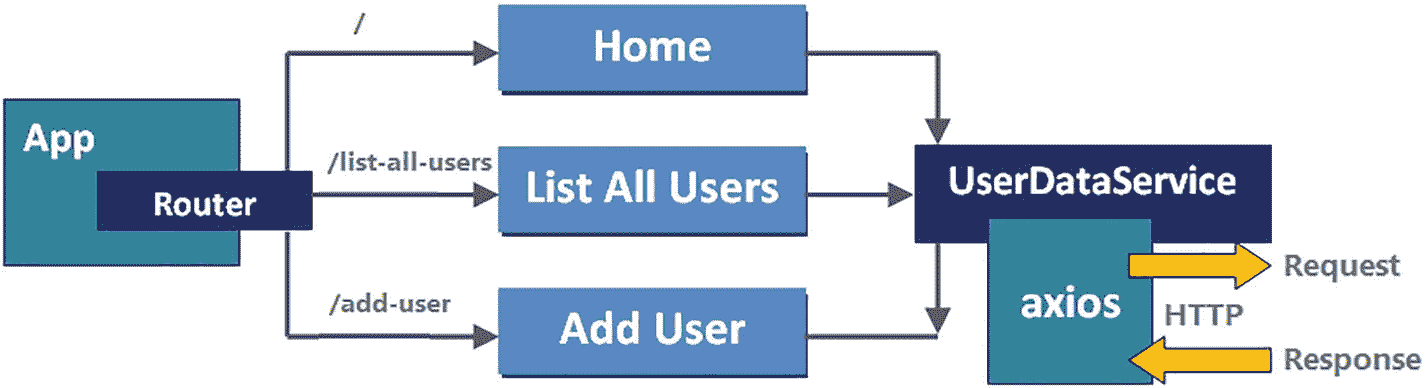 App
Router
/
/list-all-users
/add-user
Home
List All Users
Add User
UserDataService
axios
Request
HTTP
Response